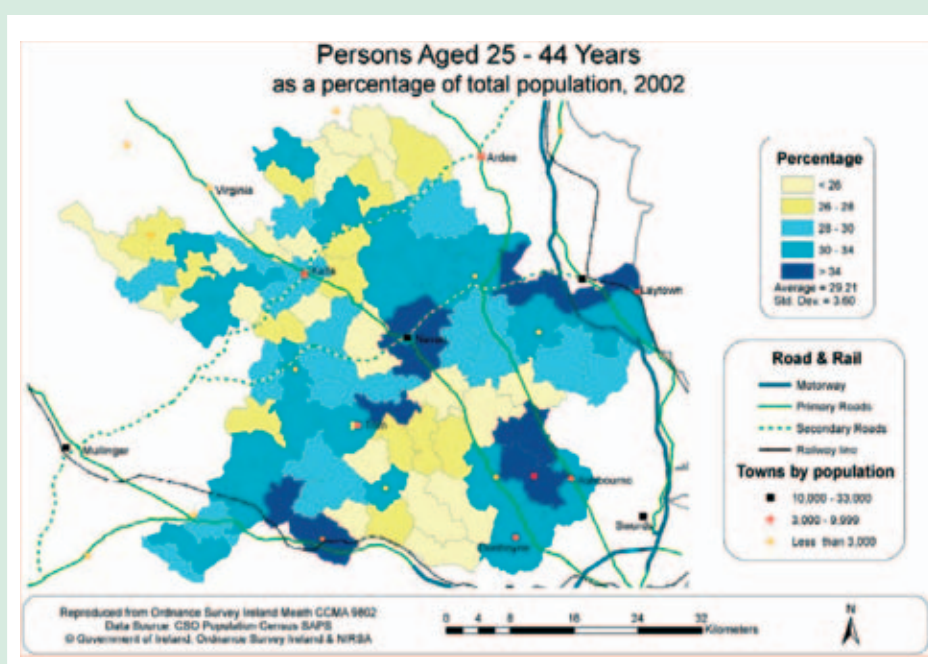 Persons Aged 25 - 44 Years
as a percentage of total population, 2002
Ardee
Virginia
Kells
Laytown
Navan
Trim
Mullingar
Ashbourne
Swords
Dunboyne
Percentage
< 26
26 - 28
28 - 30
30 - 34
> 34
Average = 29.21
Std. Dev. = 3.60
Road & Rail
Motorway
Primary Roads
Secondary Roads
Railway line
Towns by population
10,000 - 33,000
3,000 - 9,999
Less than 3,000
Reproduced from Ordnance Survey Ireland Meath CCMA 9802
Data Source: CSO Population Census SAPS
© Government of Ireland, Ordnance Survey Ireland & NIRSA
0 4 8 16 24 32
Kilometers
N